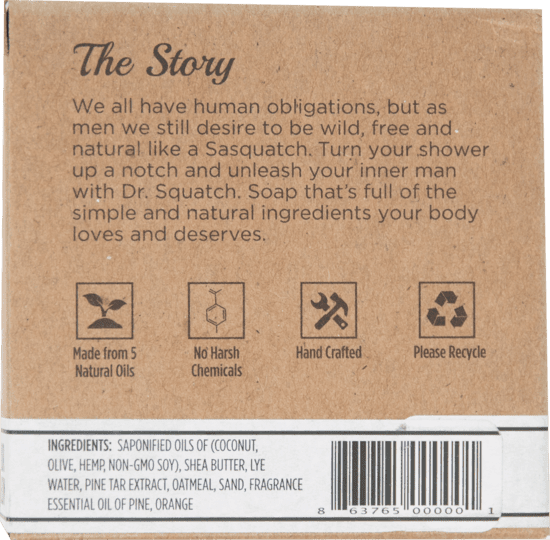 The Story
We all have human obligations, but as
men we still desire to be wild, free and
natural like a Sasquatch. Turn your shower
up a notch and unleash your inner man
with Dr. Squatch. Soap that's full of the
simple and natural ingredients your body
loves and deserves.
Made from 5
Natural Oils
No Harsh
Chemicals
Hand Crafted
Please Recycle
INGREDIENTS: SAPONIFIED OILS OF (COCONUT,
OLIVE, HEMP, NON-GMO SOY), SHEA BUTTER, LYE
WATER, PINE TAR EXTRACT, OATMEAL, SAND, FRAGRANCE
ESSENTIAL OIL OF PINE, ORANGE
8 63765 00000 1